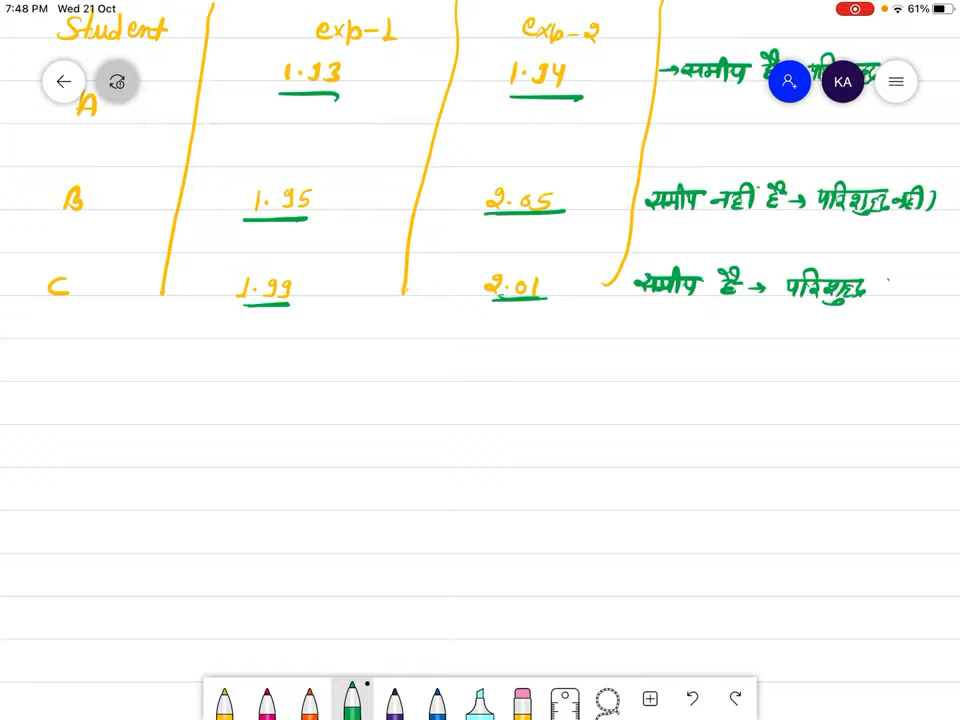 7:48 PM Wed 21 Oct 61%
Student exp-1 exp-2
A 1.93 1.94 →समीप है
KA
B 1.95 2.05 समीप नहीं है → परिशुद्ध नहीं)
C 1.99 2.01 समीप है → परिशुद्ध